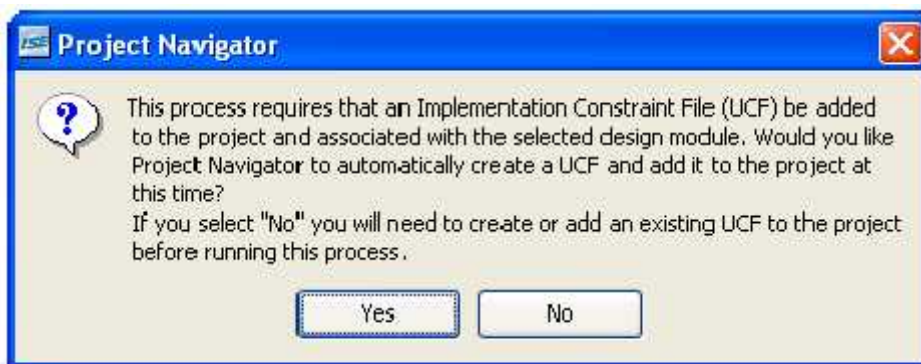 ISE Project Navigator
This process requires that an Implementation Constraint File (UCF) be added
to the project and associated with the selected design module. Would you like
Project Navigator to automatically create a UCF and add it to the project at
this time?
If you select "No" you will need to create or add an existing UCF to the project
before running this process.
Yes No